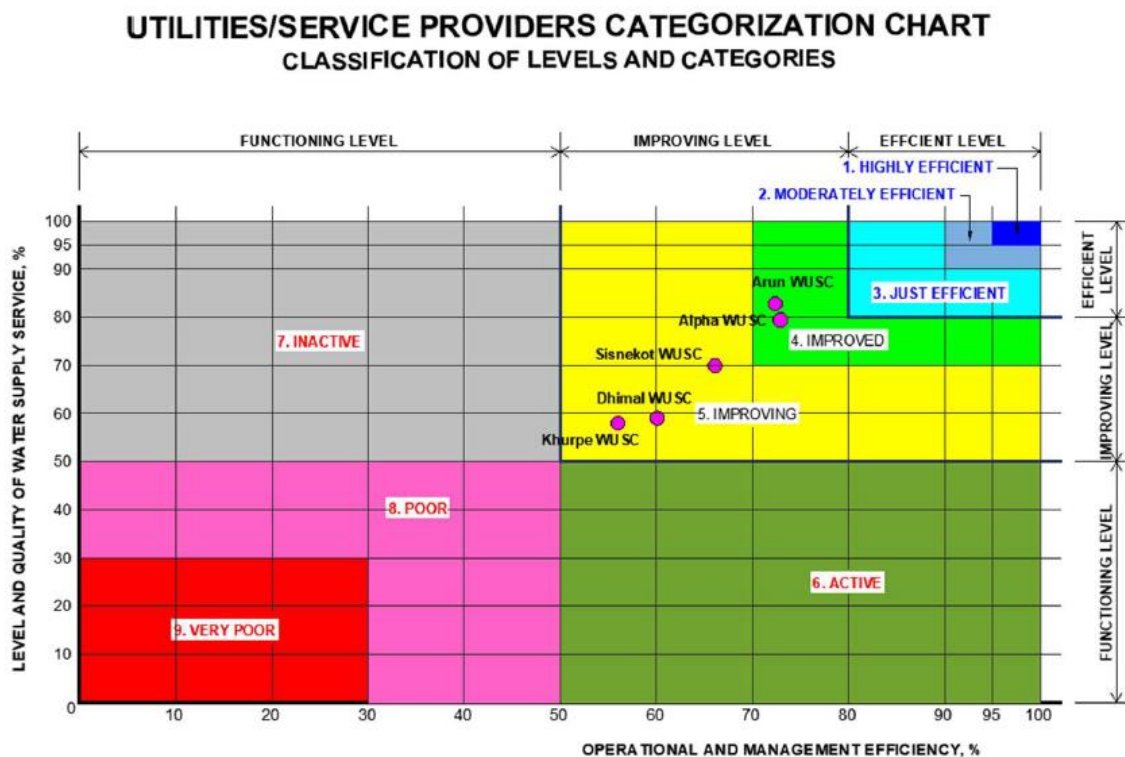 UTILITIES/SERVICE PROVIDERS CATEGORIZATION CHART
CLASSIFICATION OF LEVELS AND CATEGORIES
FUNCTIONING LEVEL
IMPROVING LEVEL
EFFCIENT LEVEL
1. HIGHLY EFFICIENT
2. MODERATELY EFFICIENT
LEVEL AND QUALITY OF WATER SUPPLY SERVICE, %
100
95
90
80
70
60
50
40
30
20
10
0
Arun WUSC
3. JUST EFFICIENT
Alpha WUSC
7. INACTIVE
4. IMPROVED
Sisnekot WUSC
Dhimal WUSC
5. IMPROVING
Khurpe WUSC
8. POOR
6. ACTIVE
9. VERY POOR
EFFICIENT
LEVEL
IMPROVING LEVEL
FUNCTIONING LEVEL
10 20 30 40 50 60 70 80 90 95 100
OPERATIONAL AND MANAGEMENT EFFICIENCY, %